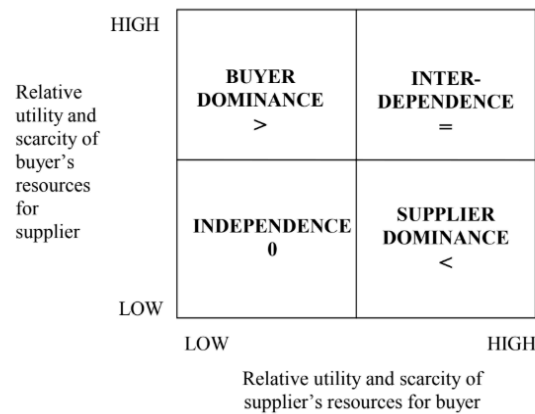 HIGH
Relative
utility and
scarcity of
buyer's
resources
for
supplier
LOW
BUYER
DOMINANCE
>
INTER-
DEPENDENCE
=
INDEPENDENCE
0
SUPPLIER
DOMINANCE
<
LOW
HIGH
Relative utility and scarcity of
supplier's resources for buyer